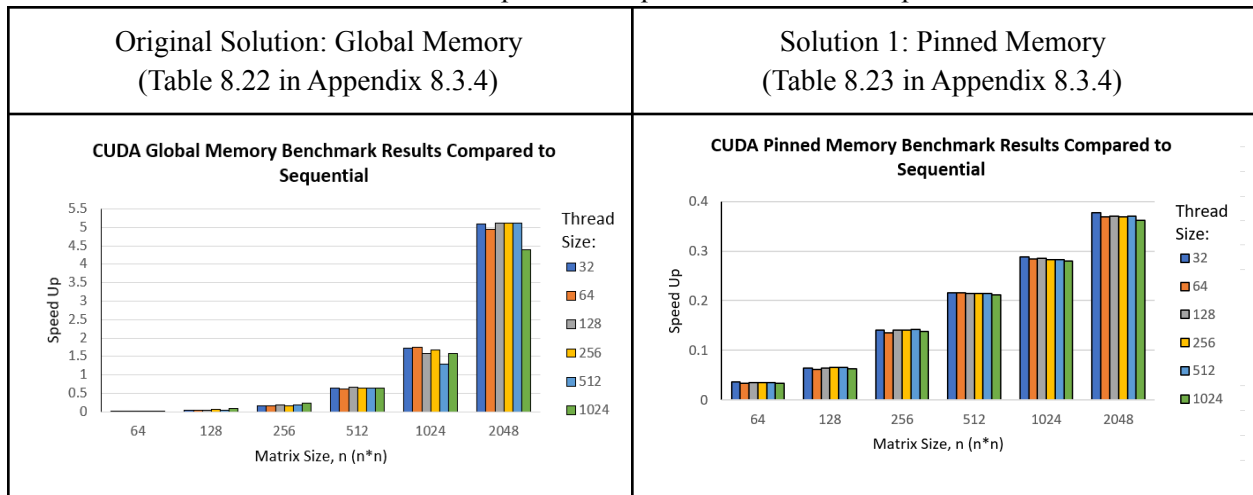 Original Solution: Global Memory
(Table 8.22 in Appendix 8.3.4)
Solution 1: Pinned Memory
(Table 8.23 in Appendix 8.3.4)
CUDA Global Memory Benchmark Results Compared to
Sequential
5.5
5
4.5
4
3.5
3
2.5
2
1.5
1
0.5
0
Speed Up
64 128 256 512 1024 2048
Matrix Size, n (n*n)
Thread
Size:
32
64
128
256
512
1024
CUDA Pinned Memory Benchmark Results Compared to
Sequential
0.4
0.3
0.2
0.1
0
Speed Up
64 128 256 512 1024 2048
Matrix Size, n (n*n)
Thread
Size:
32
64
128
256
512
1024